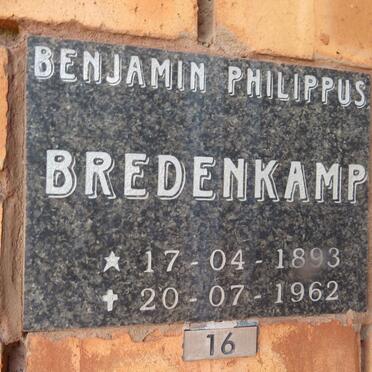 BENJAMIN PHILIPPUS
BREDENKAMP
★ 17 - 04 - 1893
✝ 20 - 07 - 1962
16